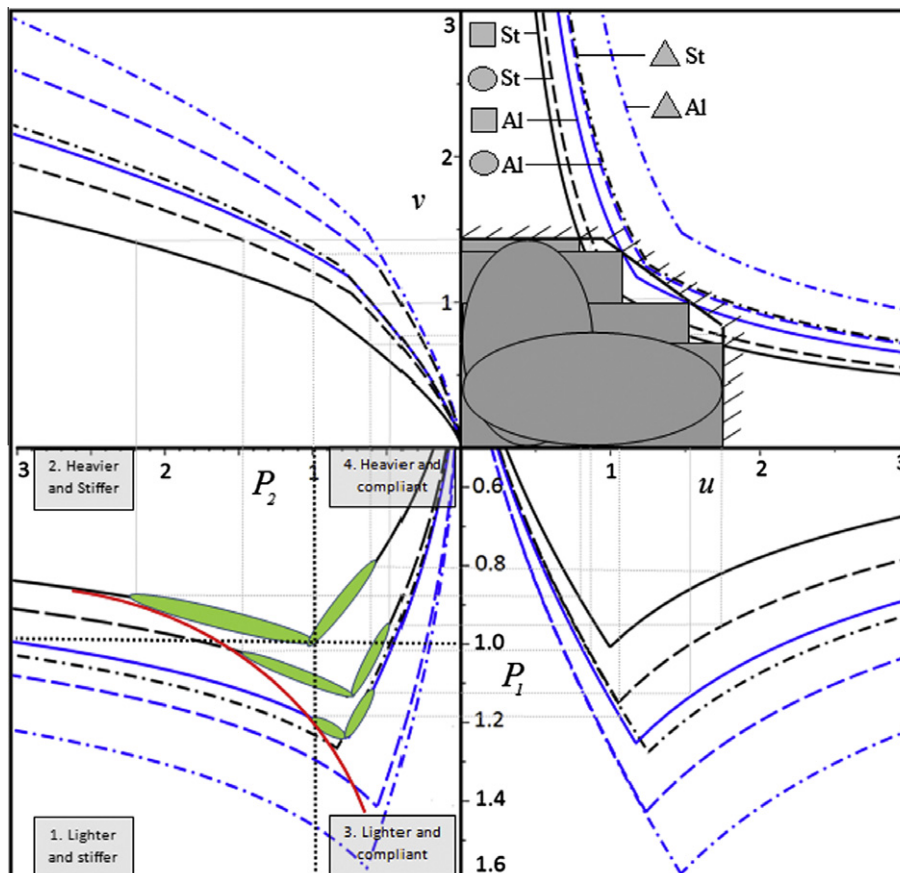 3
St
St
St
Al
Al
Al
2
v
1
3
2
1
1
2
3
2. Heavier
and Stiffer
P2
4. Heavier and
compliant
u
0.6
0.8
1.0
P1
1.2
1.4
1. Lighter
and stiffer
3. Lighter and
compliant
1.6